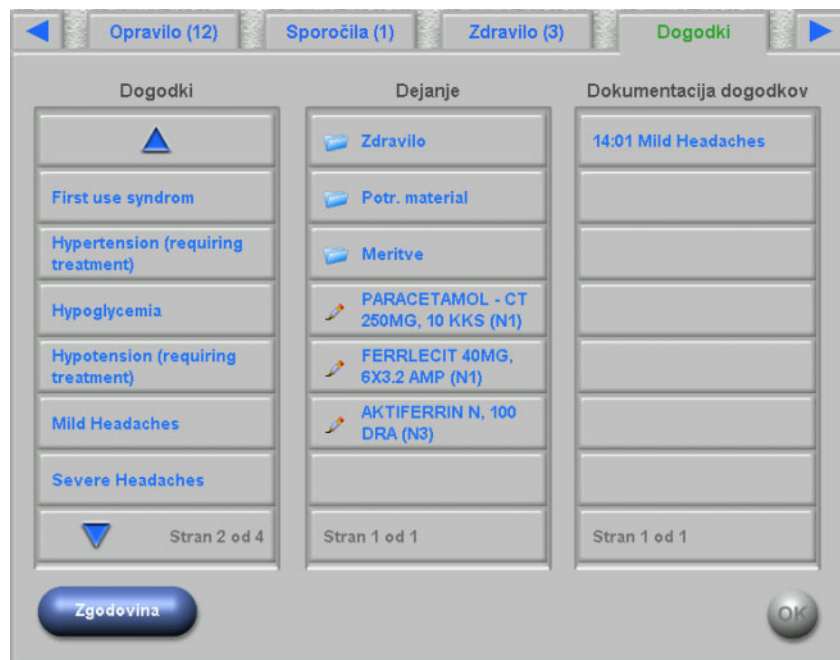 Opravilo (12)
Sporočila (1)
Zdravilo (3)
Dogodki
Dogodki
First use syndrom
Hypertension (requiring
treatment)
Hypoglycemia
Hypotension (requiring
treatment)
Mild Headaches
Severe Headaches
Stran 2 od 4
Dejanje
Zdravilo
Potr. material
Meritve
PARACETAMOL - CT
250MG, 10 KKS (N1)
FERRLECIT 40MG,
6X3.2 AMP (N1)
AKTIFERRIN N, 100
DRA (N3)
Stran 1 od 1
Dokumentacija dogodkov
14:01 Mild Headaches
Stran 1 od 1
Zgodovina
OK